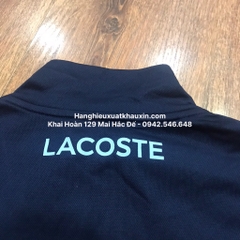 Hanghieuxuatkhauxin.com
Khai Hoàn 129 Mai Hắc Đế - 0942.546.648
LACOSTE